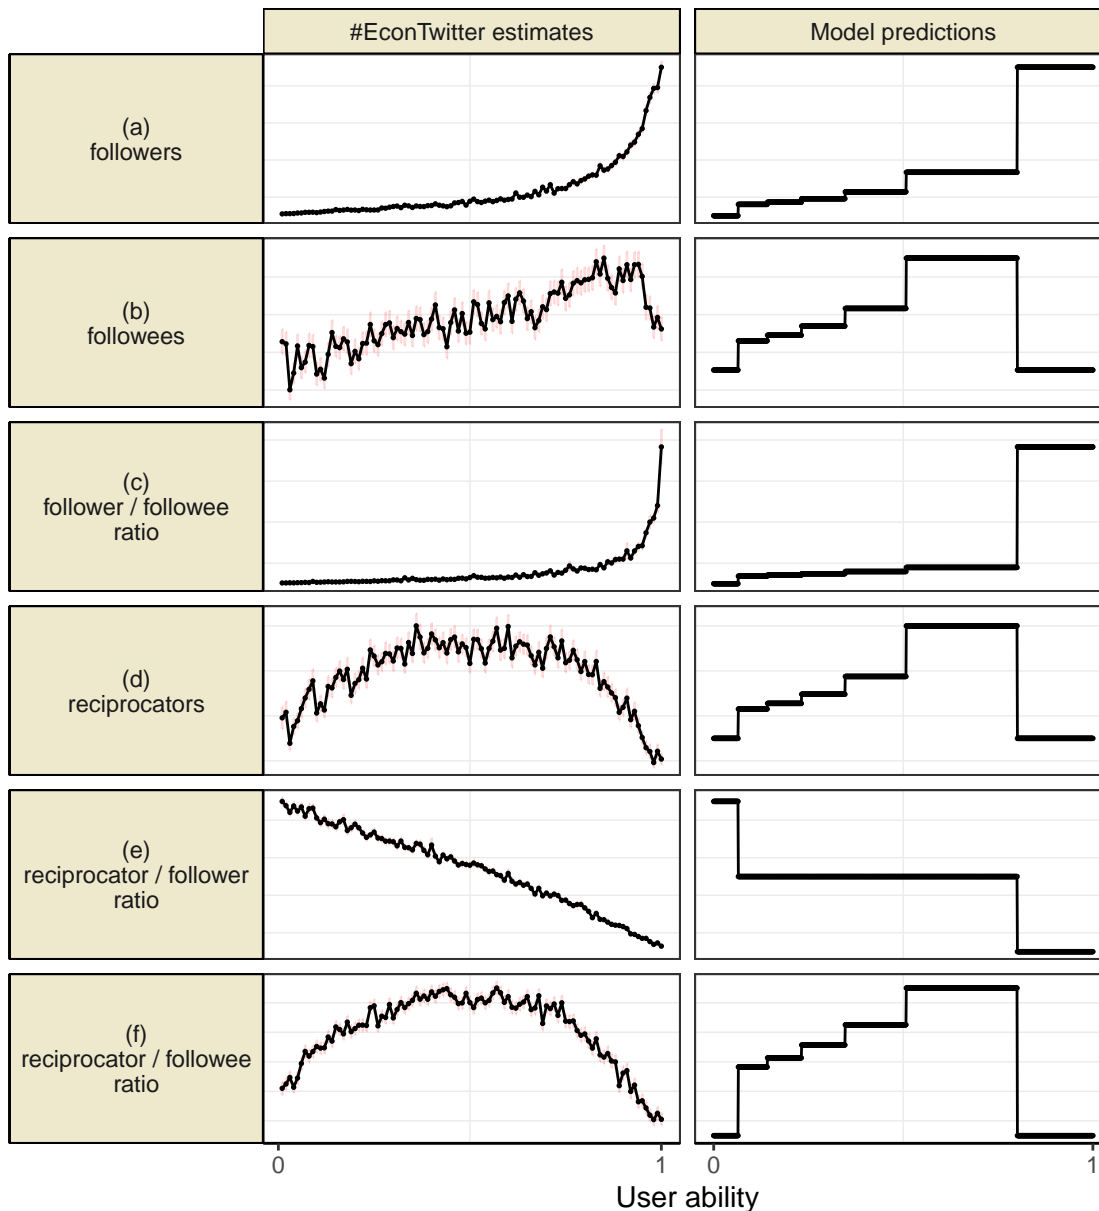 #EconTwitter estimates
Model predictions
(a)
followers
(b)
followees
(c)
follower / followee
ratio
(d)
reciprocators
(e)
reciprocator / follower
ratio
(f)
reciprocator / followee
ratio
0
1
0
1
User ability